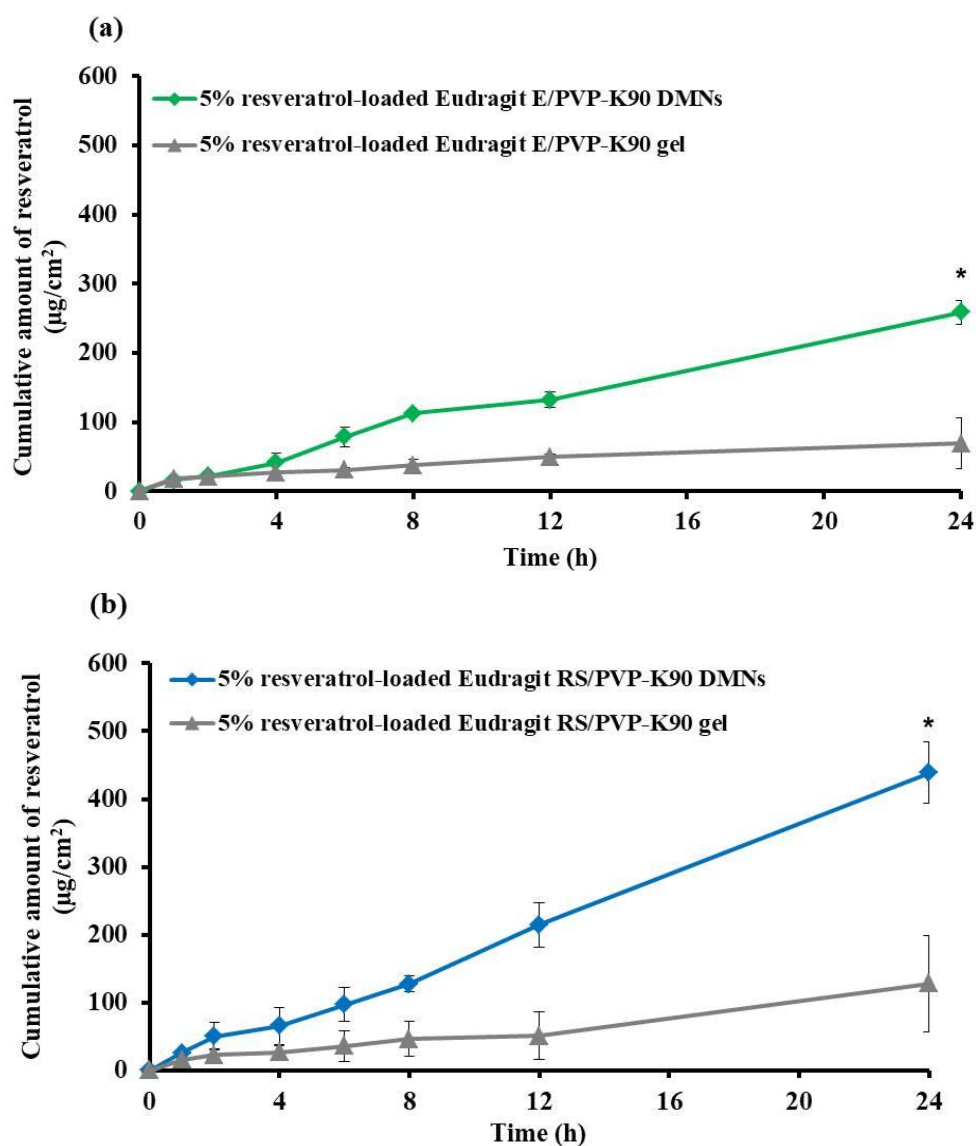 (a)
600
500
400
300
200
100
0
5% resveratrol-loaded Eudragit E/PVP-K90 DMNs
5% resveratrol-loaded Eudragit E/PVP-K90 gel
*
Cumulative amount of resveratrol
(µg/cm²)
0 4 8 12 16 20 24
Time (h)
(b)
600
500
400
300
200
100
0
5% resveratrol-loaded Eudragit RS/PVP-K90 DMNs
5% resveratrol-loaded Eudragit RS/PVP-K90 gel
*
Cumulative amount of resveratrol
(µg/cm²)
0 4 8 12 16 20 24
Time (h)